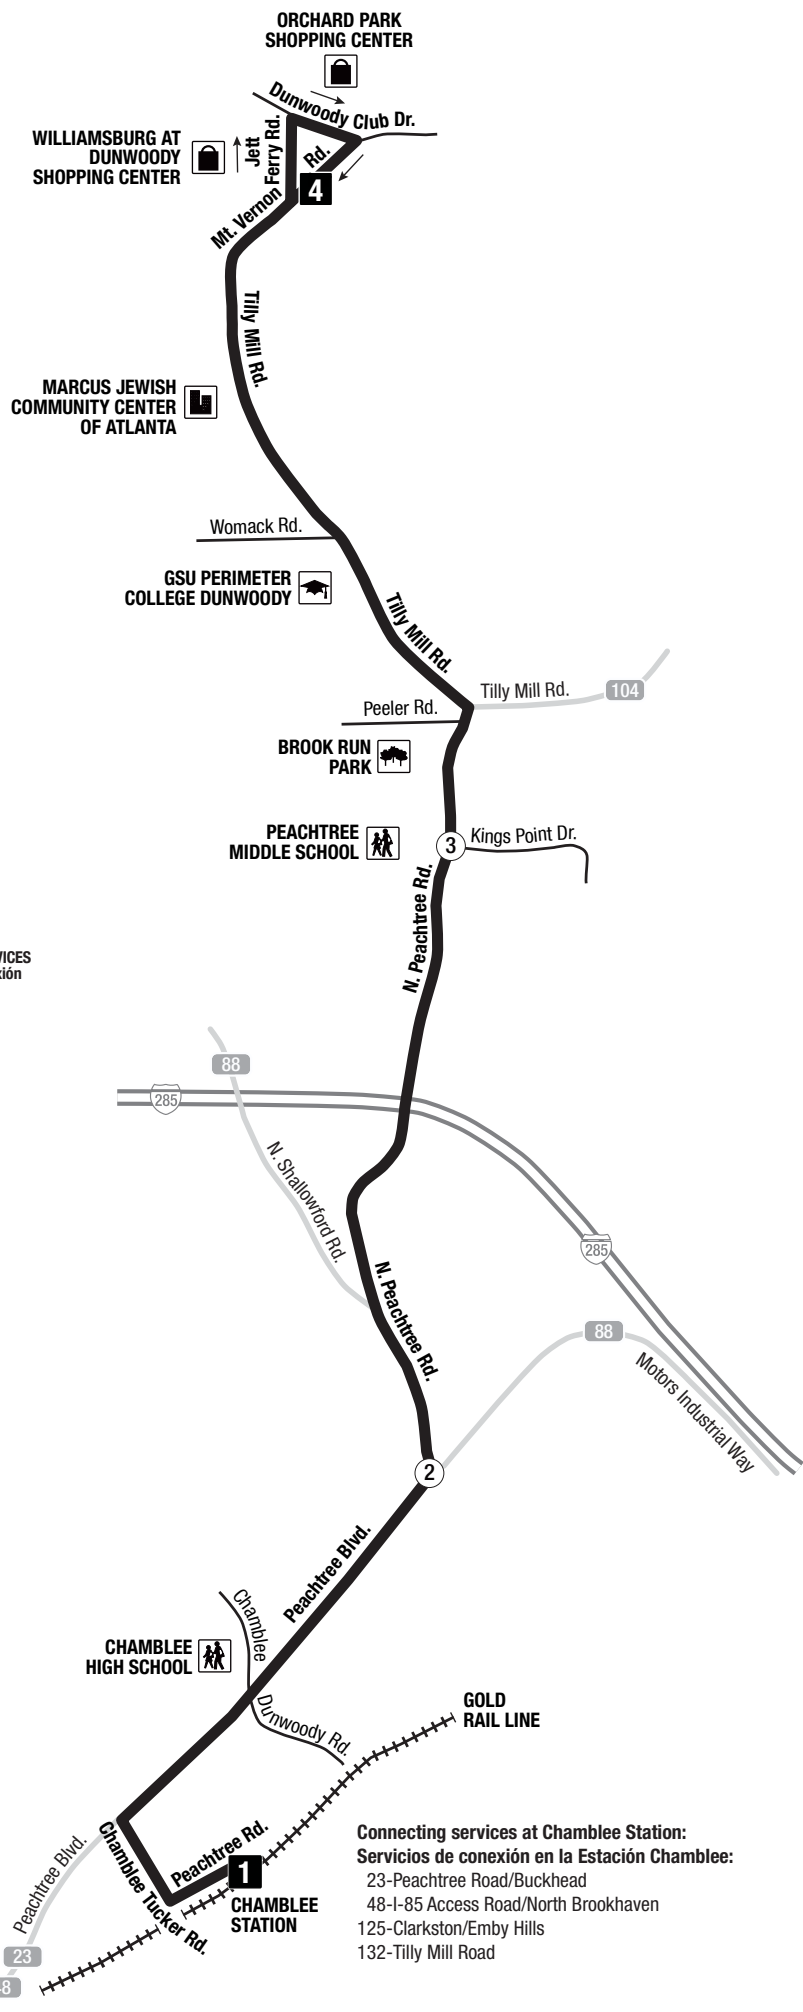 ORCHARD PARK
SHOPPING CENTER
Dunwoody Club Dr.
WILLIAMSBURG AT
DUNWOODY
SHOPPING CENTER
Jett
Ferry Rd.
Mt. Vernon Rd.
4
Tilly Mill Rd.
MARCUS JEWISH
COMMUNITY CENTER
OF ATLANTA
Womack Rd.
GSU PERIMETER
COLLEGE DUNWOODY
Tilly Mill Rd.
Tilly Mill Rd.
104
Peeler Rd.
BROOK RUN
PARK
PEACHTREE
MIDDLE SCHOOL
3
Kings Point Dr.
N. Peachtree Rd.
VICES
xión
88
285
N. Shallowford Rd.
285
N. Peachtree Rd.
88
Motors Industrial Way
2
Peachtree Blvd.
Chamblee
CHAMBLEE
HIGH SCHOOL
Dunwoody Rd.
GOLD
RAIL LINE
Peachtree Blvd.
Chamblee Tucker Rd.
Peachtree Rd.
1
CHAMBLEE
STATION
23
8
Connecting services at Chamblee Station:
Servicios de conexión en la Estación Chamblee:
23-Peachtree Road/Buckhead
48-I-85 Access Road/North Brookhaven
125-Clarkston/Emby Hills
132-Tilly Mill Road